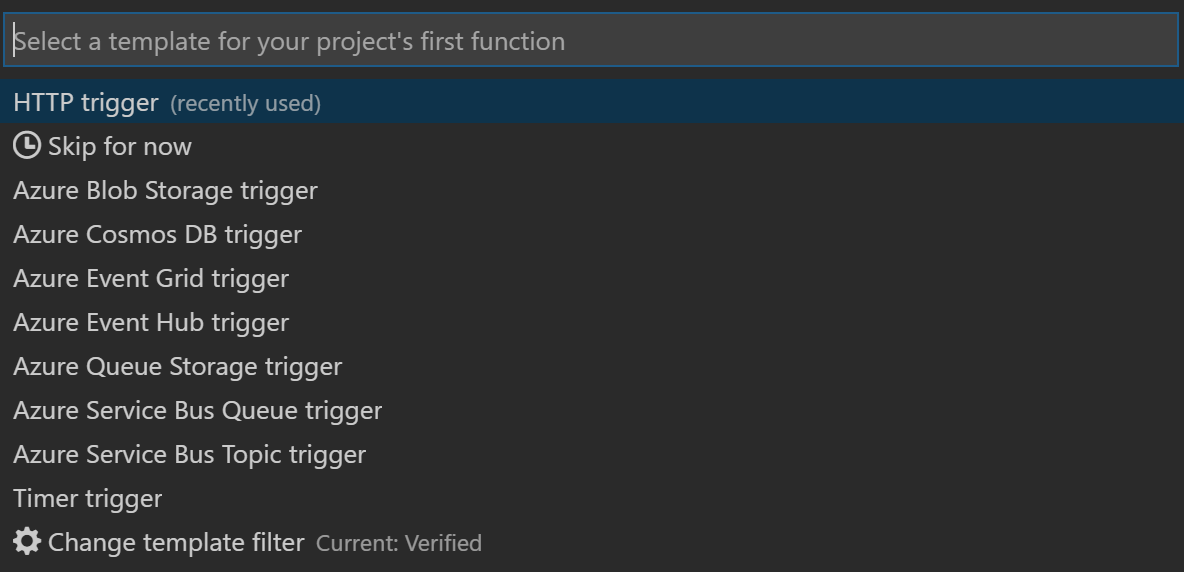 Select a template for your project's first function
HTTP trigger (recently used)
Skip for now
Azure Blob Storage trigger
Azure Cosmos DB trigger
Azure Event Grid trigger
Azure Event Hub trigger
Azure Queue Storage trigger
Azure Service Bus Queue trigger
Azure Service Bus Topic trigger
Timer trigger
Change template filter Current: Verified